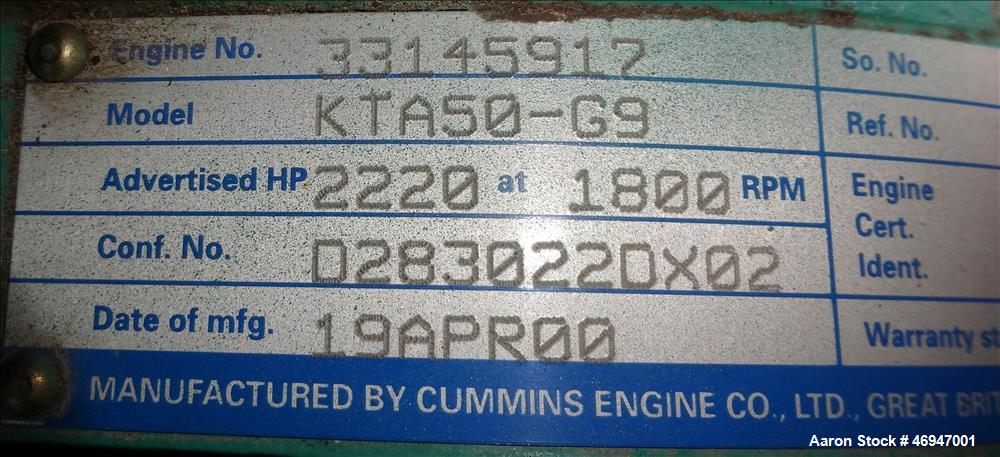 Engine No. 33145917
Model KTA50-G9
Advertised HP 2220 at 1800 RPM
Conf. No. D283022DX02
Date of mfg. 19APR00
So. No.
Ref. No.
Engine
Cert.
Ident.
Warranty st
MANUFACTURED BY CUMMINS ENGINE CO., LTD., GREAT BRIT
Aaron Stock # 46947001